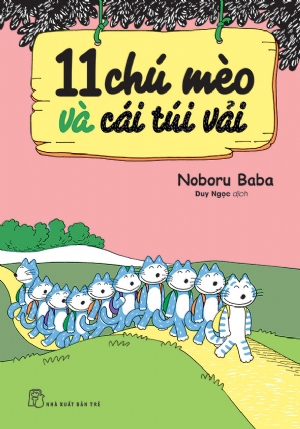 11 chú mèo
và cái túi vải
Noboru Baba
Duy Ngọc dịch
NHÀ XUẤT BẢN TRẺ